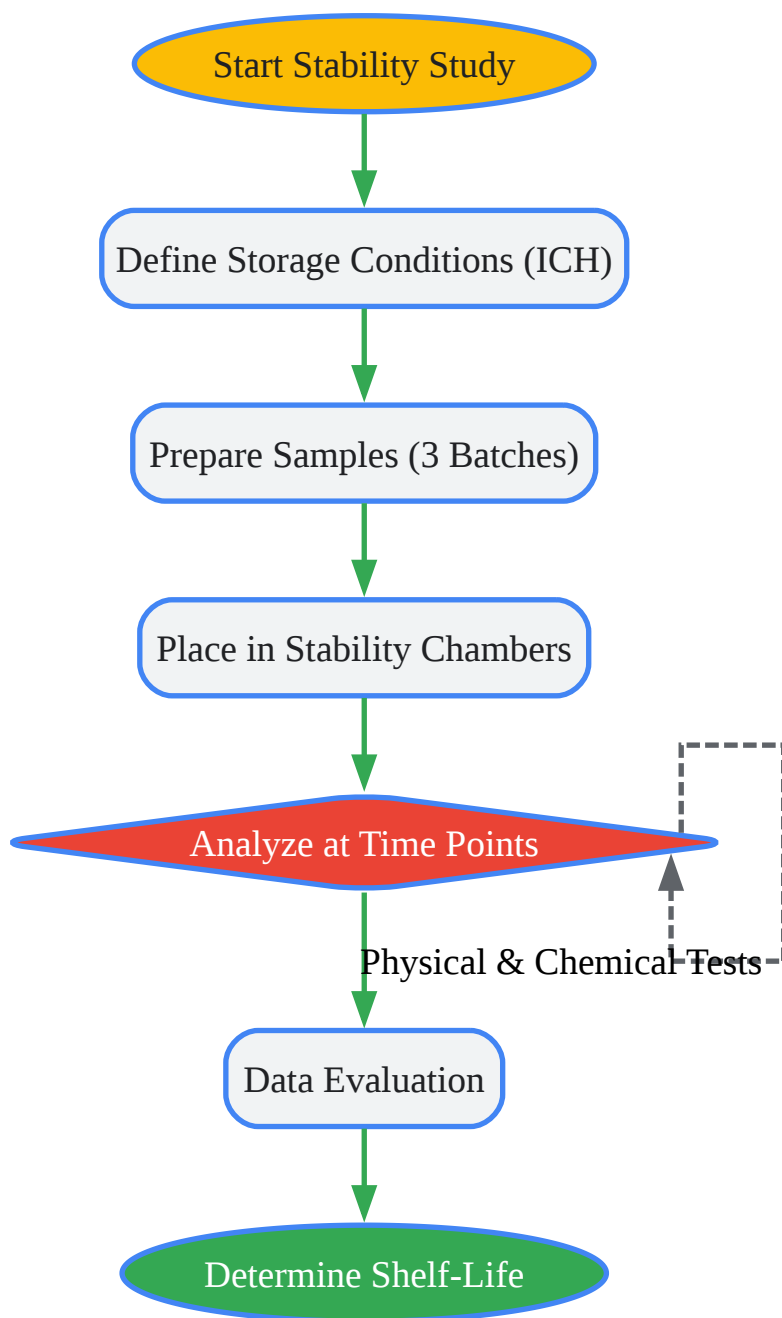 Start Stability Study
Define Storage Conditions (ICH)
Prepare Samples (3 Batches)
Place in Stability Chambers
Analyze at Time Points
Physical & Chemical Tests
Data Evaluation
Determine Shelf-Life